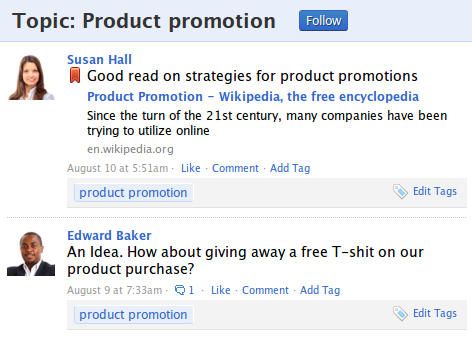 Topic: Product promotion Follow
Susan Hall
Good read on strategies for product promotions
Product Promotion – Wikipedia, the free encyclopedia
Since the turn of the 21st century, many companies have been
trying to utilize online
en.wikipedia.org
August 10 at 5:51am · Like · Comment · Add Tag
product promotion Edit Tags
Edward Baker
An Idea. How about giving away a free T-shit on our
product purchase?
August 9 at 7:33am · 1 · Like · Comment · Add Tag
product promotion Edit Tags